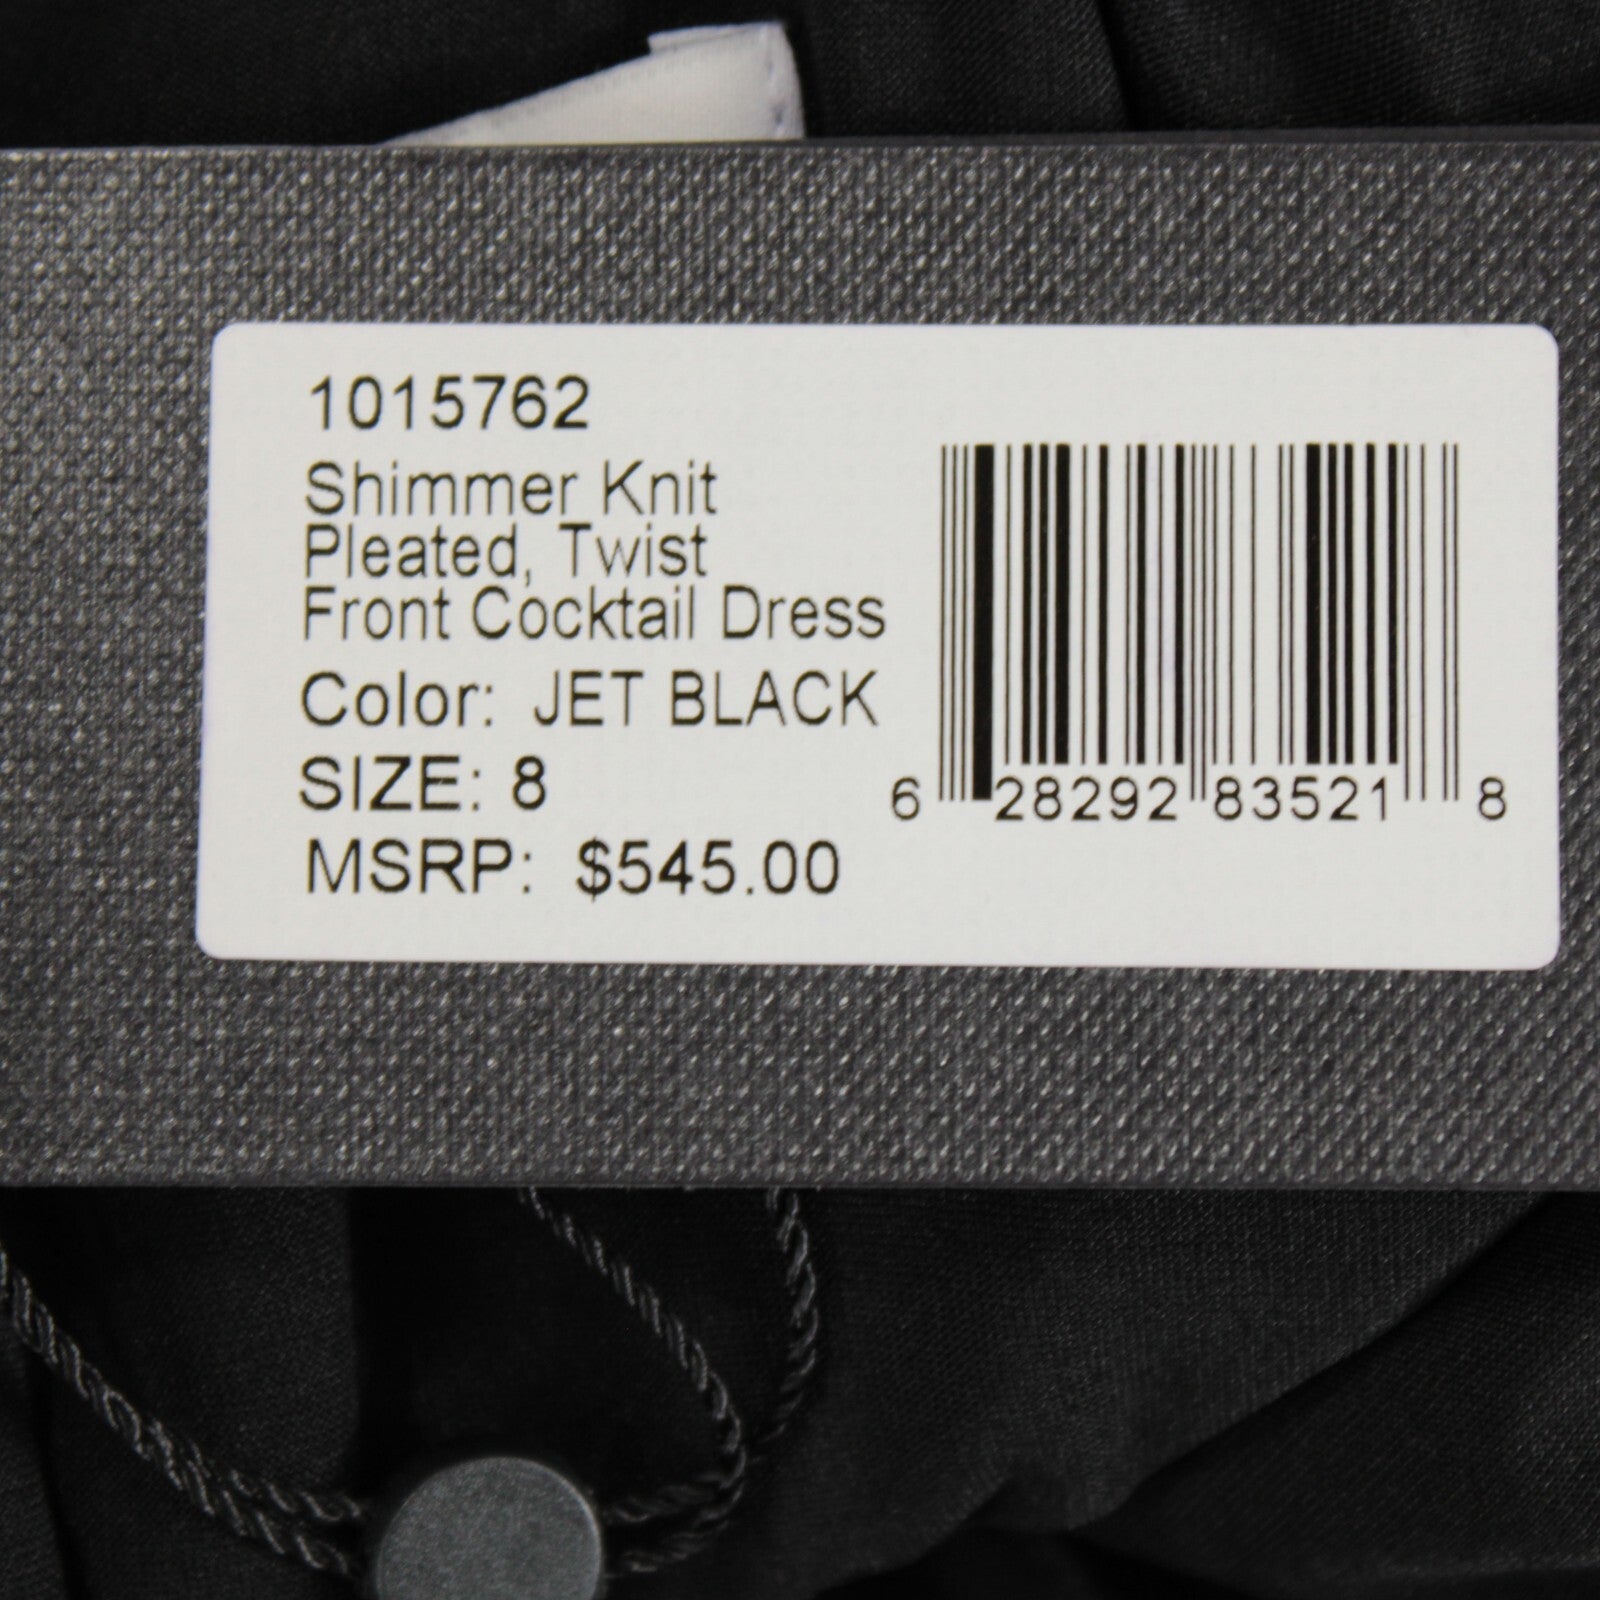 1015762
Shimmer Knit
Pleated, Twist
Front Cocktail Dress
Color: JET BLACK
SIZE: 8
MSRP: $545.00
6 28292 83521 8